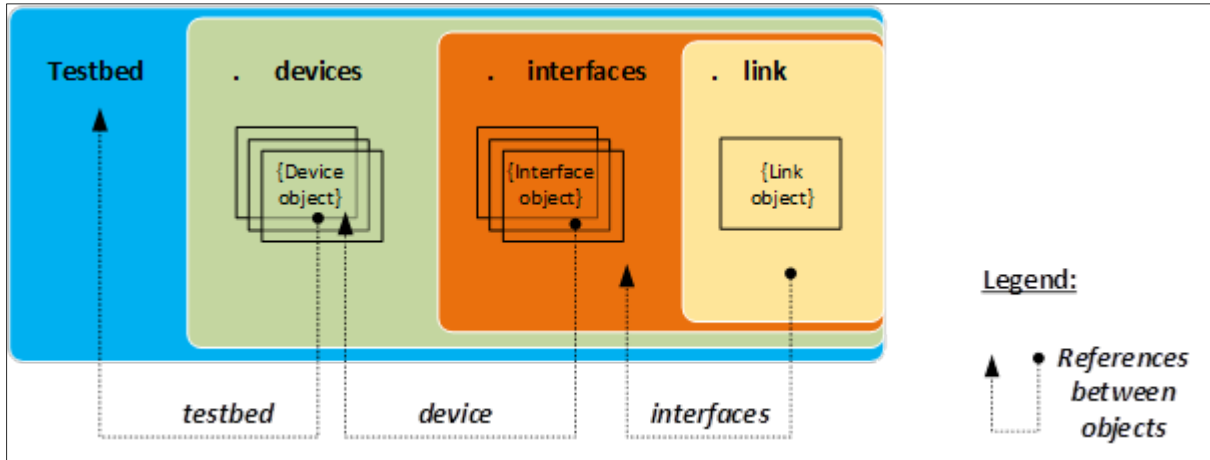 Testbed . devices . interfaces . link
{Device
object}
{Interface
object}
{Link
object}
testbed device interfaces
Legend:
References
between
objects